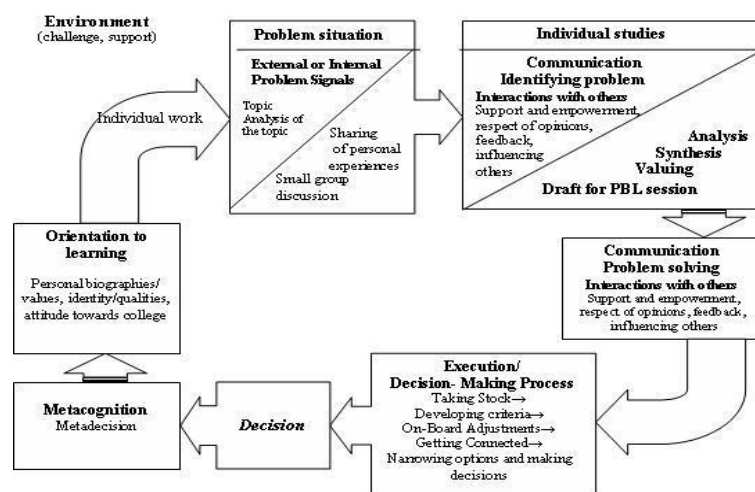 Environment
(challenge, support)
Individual work
Problem situation
External or Internal
Problem Signals
Topic
Analysis of
the topic
Sharing
of personal
experiences
Small group
discussion
Individual studies
Communication
Identifying problem
Interactions with others
Support and empowerment,
respect of opinions,
feedback,
influencing
others
Analysis
Synthesis
Valuing
Draft for PBL session
Communication
Problem solving
Interactions with others
Support and empowerment,
respect of opinions, feedback,
influencing others
Execution/
Decision- Making Process
Taking Stock→
Developing criteria→
On-Board Adjustments→
Getting Connected→
Narrowing options and making
decisions
Decision
Metacognition
Metadecision
Orientation to
learning
Personal biographies/
values, identity/qualities,
attitude towards college